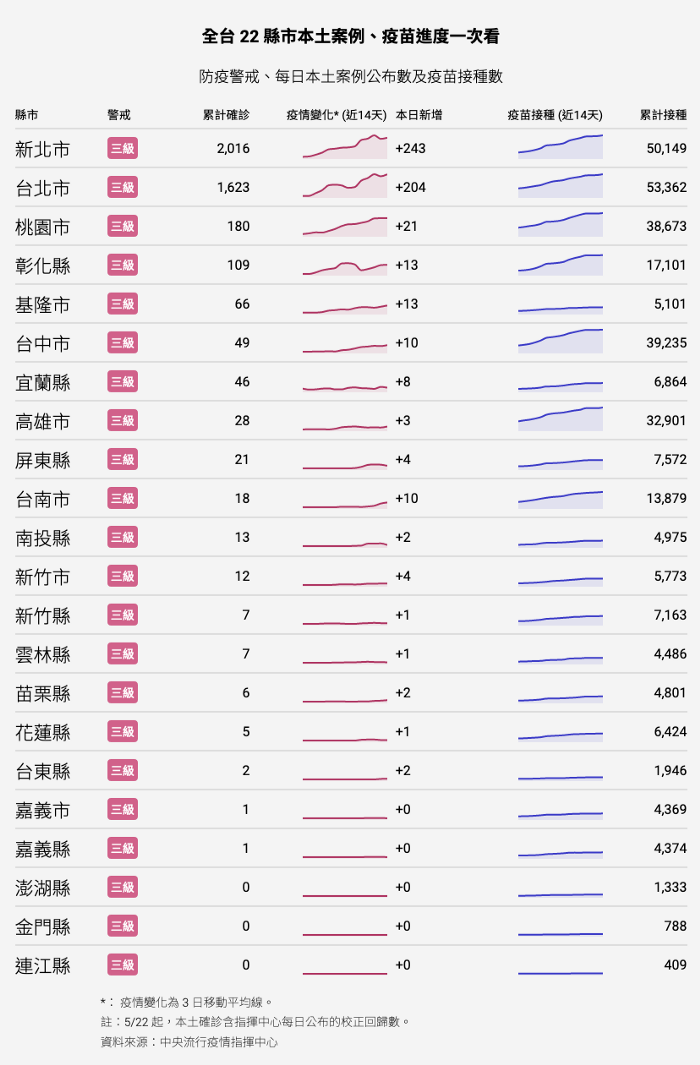 全台 22 縣市本土案例、疫苗進度一次看
防疫警戒、每日本土案例公布數及疫苗接種數
縣市 警戒 累計確診 疫情變化* (近14天) 本日新增 疫苗接種 (近14天) 累計接種
新北市 三級 2,016 +243 50,149
台北市 三級 1,623 +204 53,362
桃園市 三級 180 +21 38,673
彰化縣 三級 109 +13 17,101
基隆市 三級 66 +13 5,101
台中市 三級 49 +10 39,235
宜蘭縣 三級 46 +8 6,864
高雄市 三級 28 +3 32,901
屏東縣 三級 21 +4 7,572
台南市 三級 18 +10 13,879
南投縣 三級 13 +2 4,975
新竹市 三級 12 +4 5,773
新竹縣 三級 7 +1 7,163
雲林縣 三級 7 +1 4,486
苗栗縣 三級 6 +2 4,801
花蓮縣 三級 5 +1 6,424
台東縣 三級 2 +2 1,946
嘉義市 三級 1 +0 4,369
嘉義縣 三級 1 +0 4,374
澎湖縣 三級 0 +0 1,333
金門縣 三級 0 +0 788
連江縣 三級 0 +0 409
*： 疫情變化為 3 日移動平均線。
註：5/22 起，本土確診含指揮中心每日公布的校正回歸數。
資料來源：中央流行疫情指揮中心